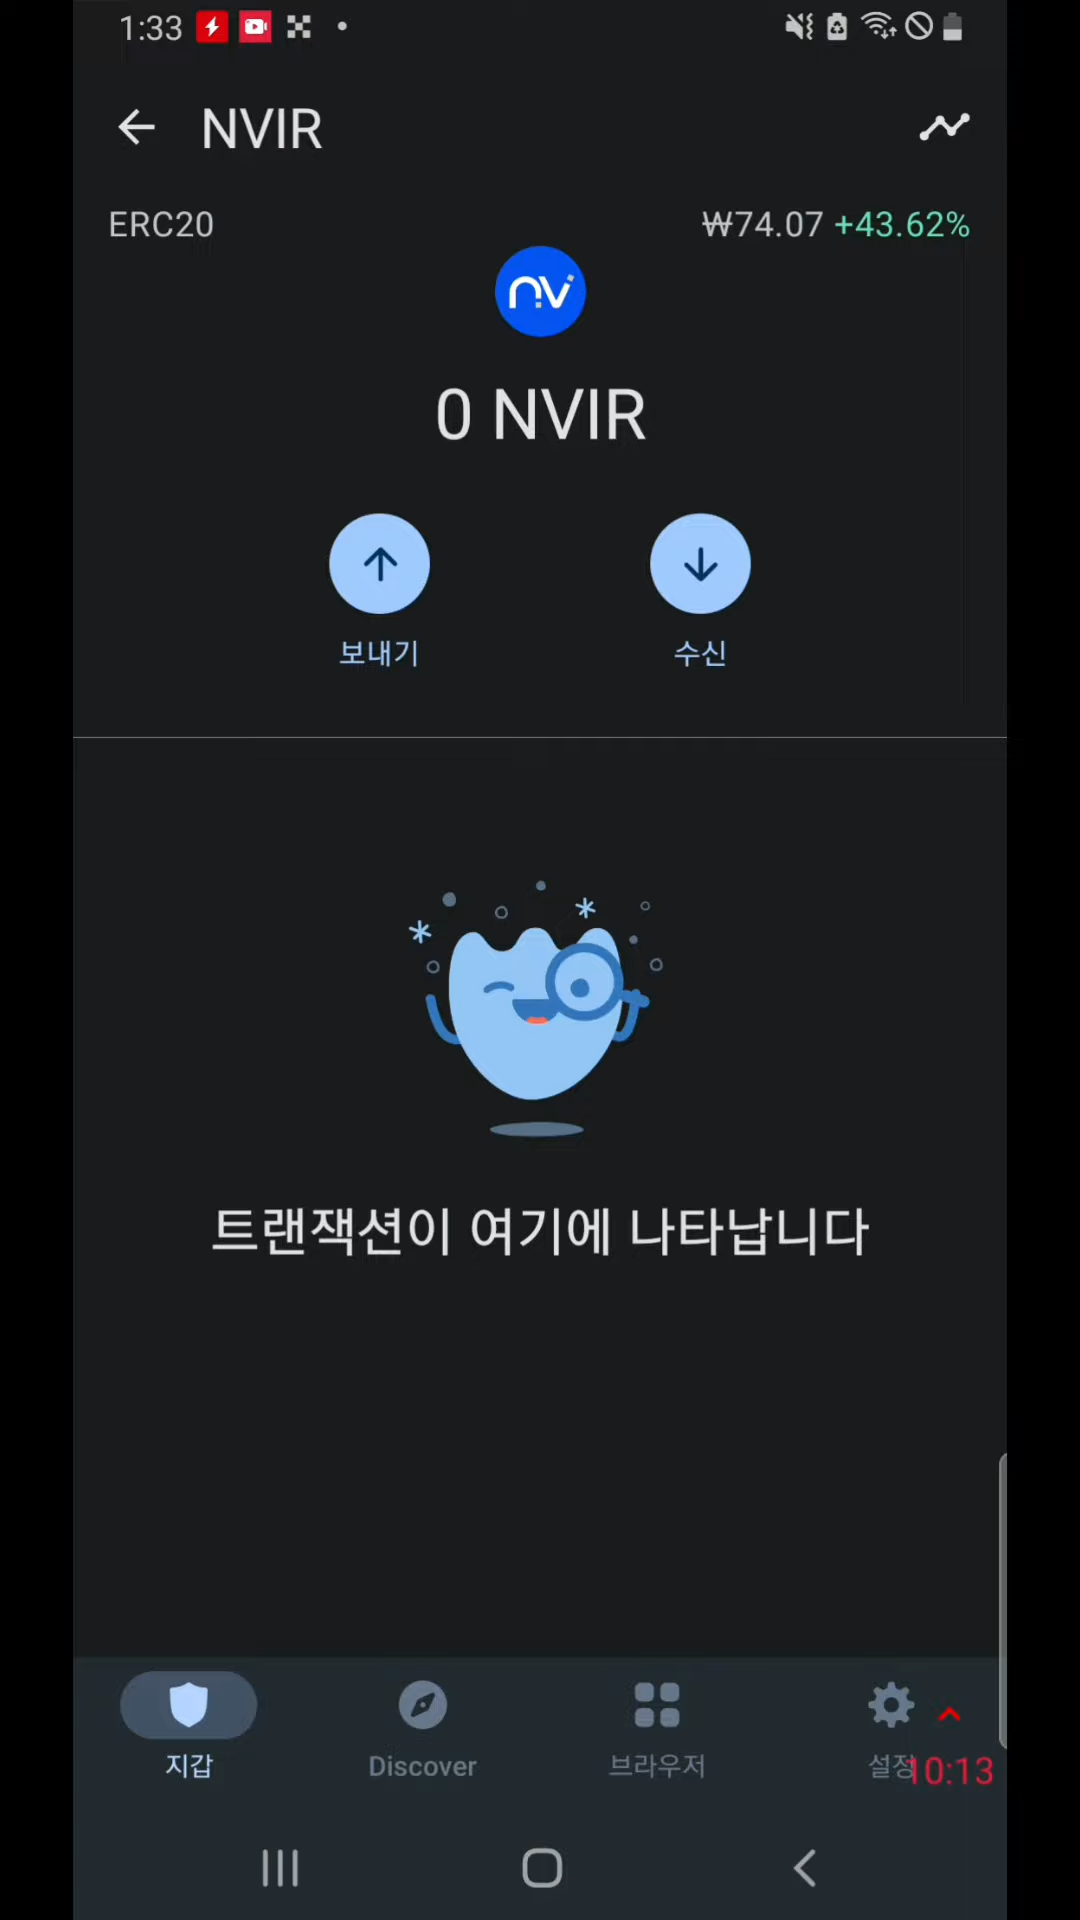 1:33
NVIR
ERC20
₩74.07 +43.62%
nv
0 NVIR
보내기
수신
트랜잭션이 여기에 나타납니다
지갑
Discover
브라우저
설정
10:13